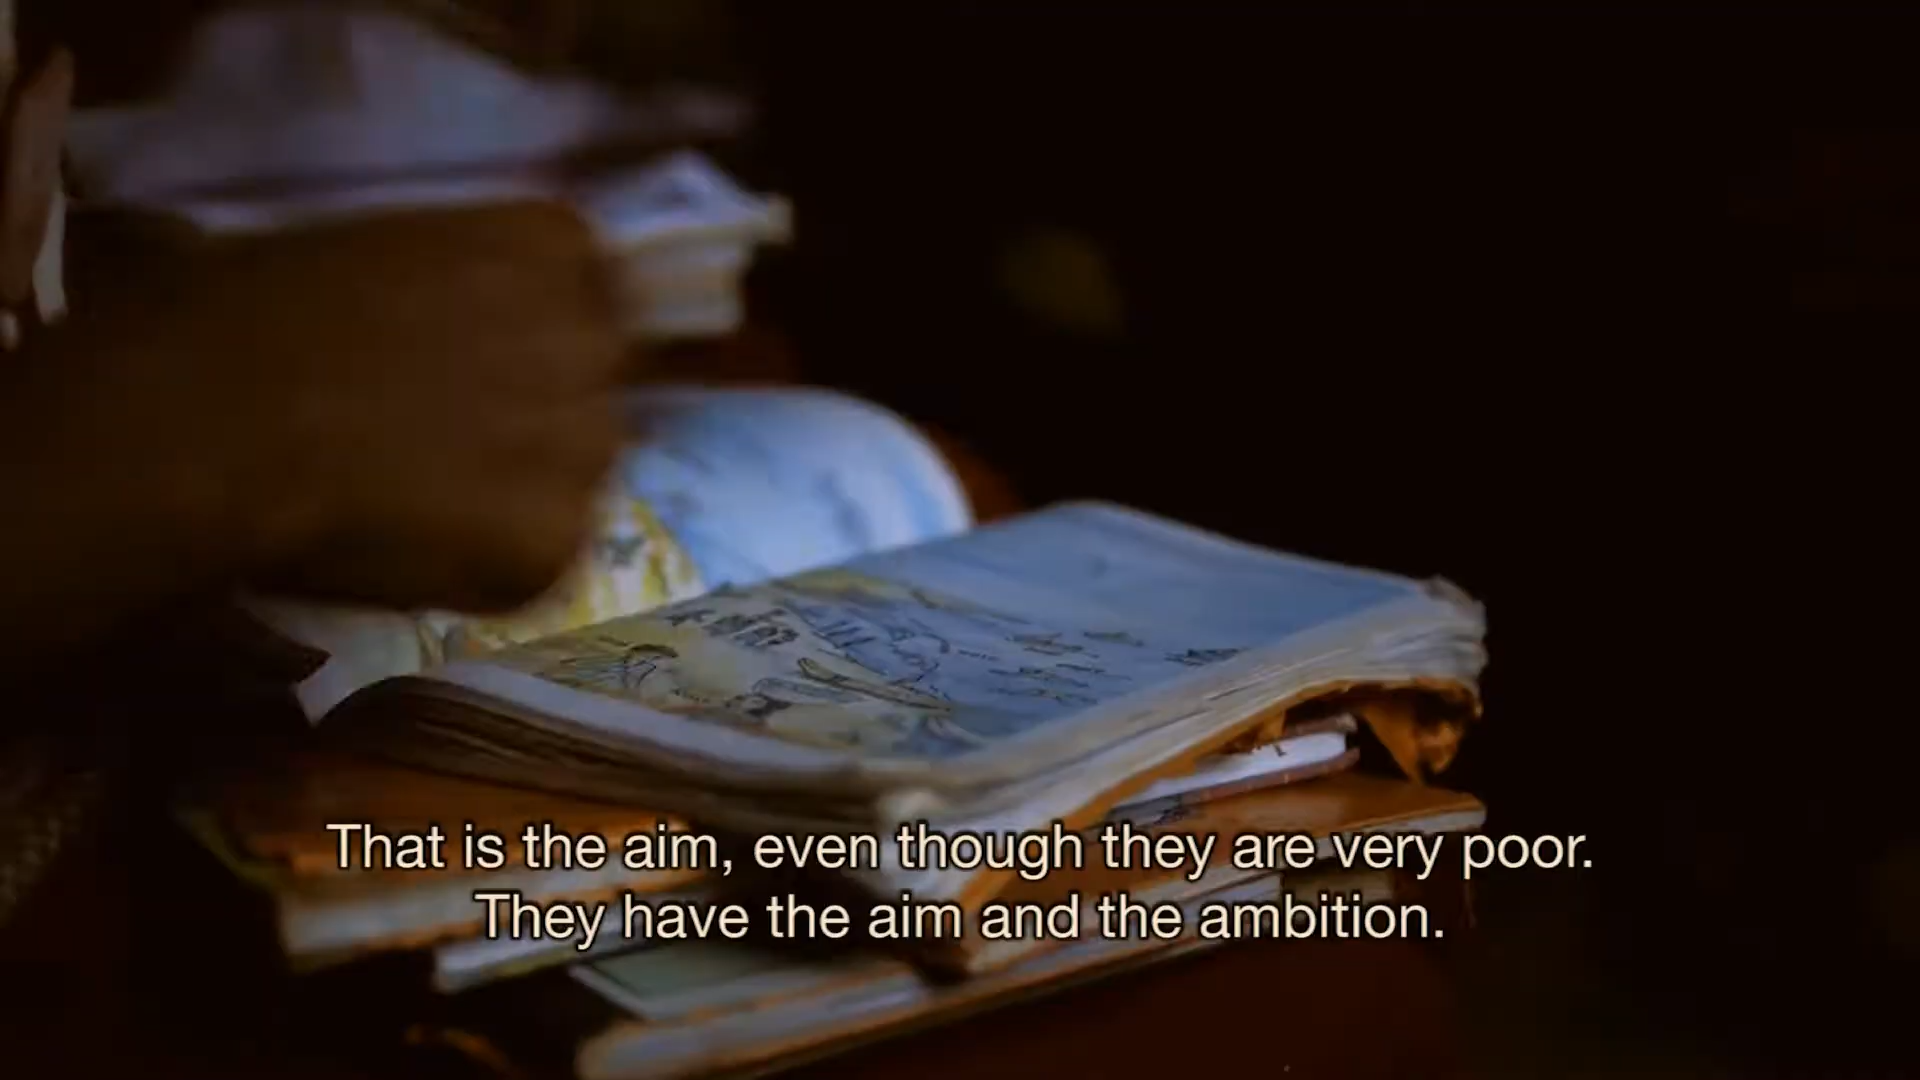 That is the aim, even though they are very poor.
They have the aim and the ambition.